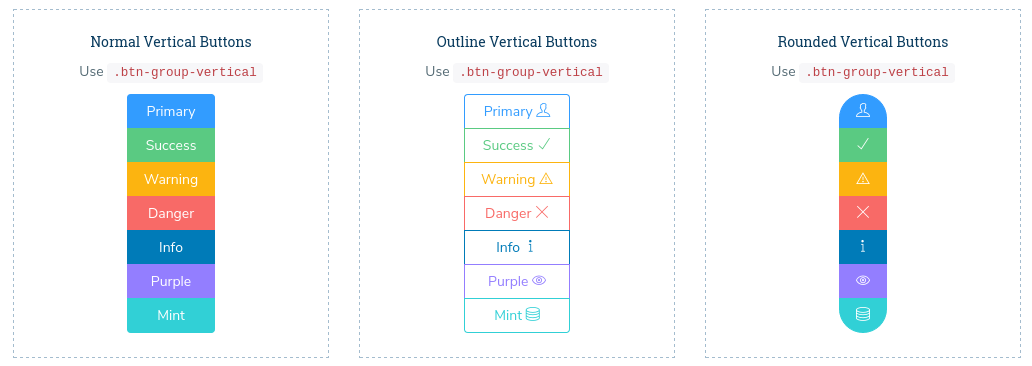 Normal Vertical Buttons
Use .btn-group-vertical
Primary
Success
Warning
Danger
Info
Purple
Mint
Outline Vertical Buttons
Use .btn-group-vertical
Primary
Success
Warning
Danger
Info
Purple
Mint
Rounded Vertical Buttons
Use .btn-group-vertical